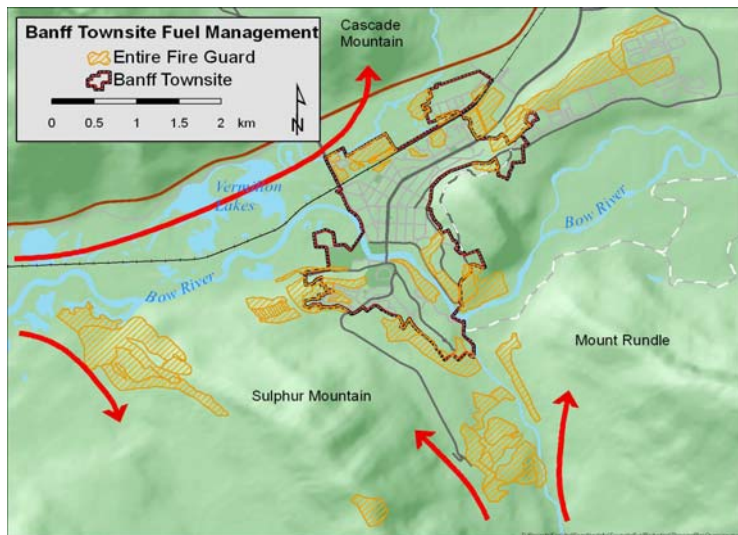 Banff Townsite Fuel Management
Entire Fire Guard
Banff Townsite
0 0.5 1 1.5 2 km
N
Cascade
Mountain
Vermilion
Lakes
Bow River
Bow River
Mount Rundle
Sulphur Mountain